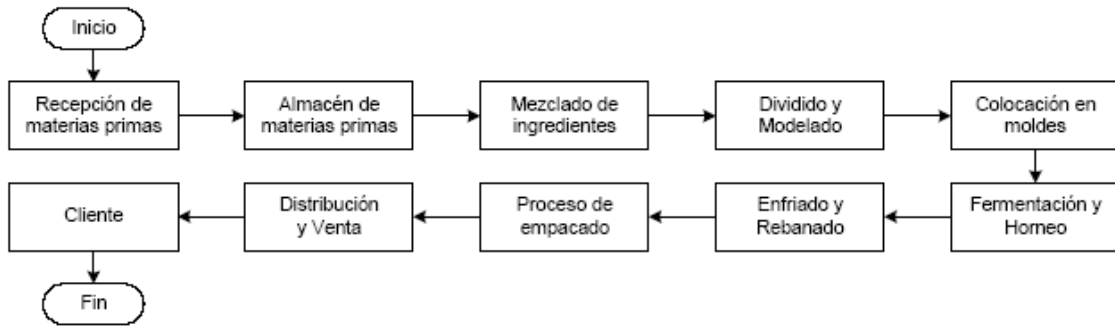 Inicio
Recepción de
materias primas
Almacén de
materias primas
Mezclado de
ingredientes
Dividido y
Modelado
Colocación en
moldes
Fermentación y
Horneo
Enfriado y
Rebanado
Proceso de
empacado
Distribución
y Venta
Cliente
Fin